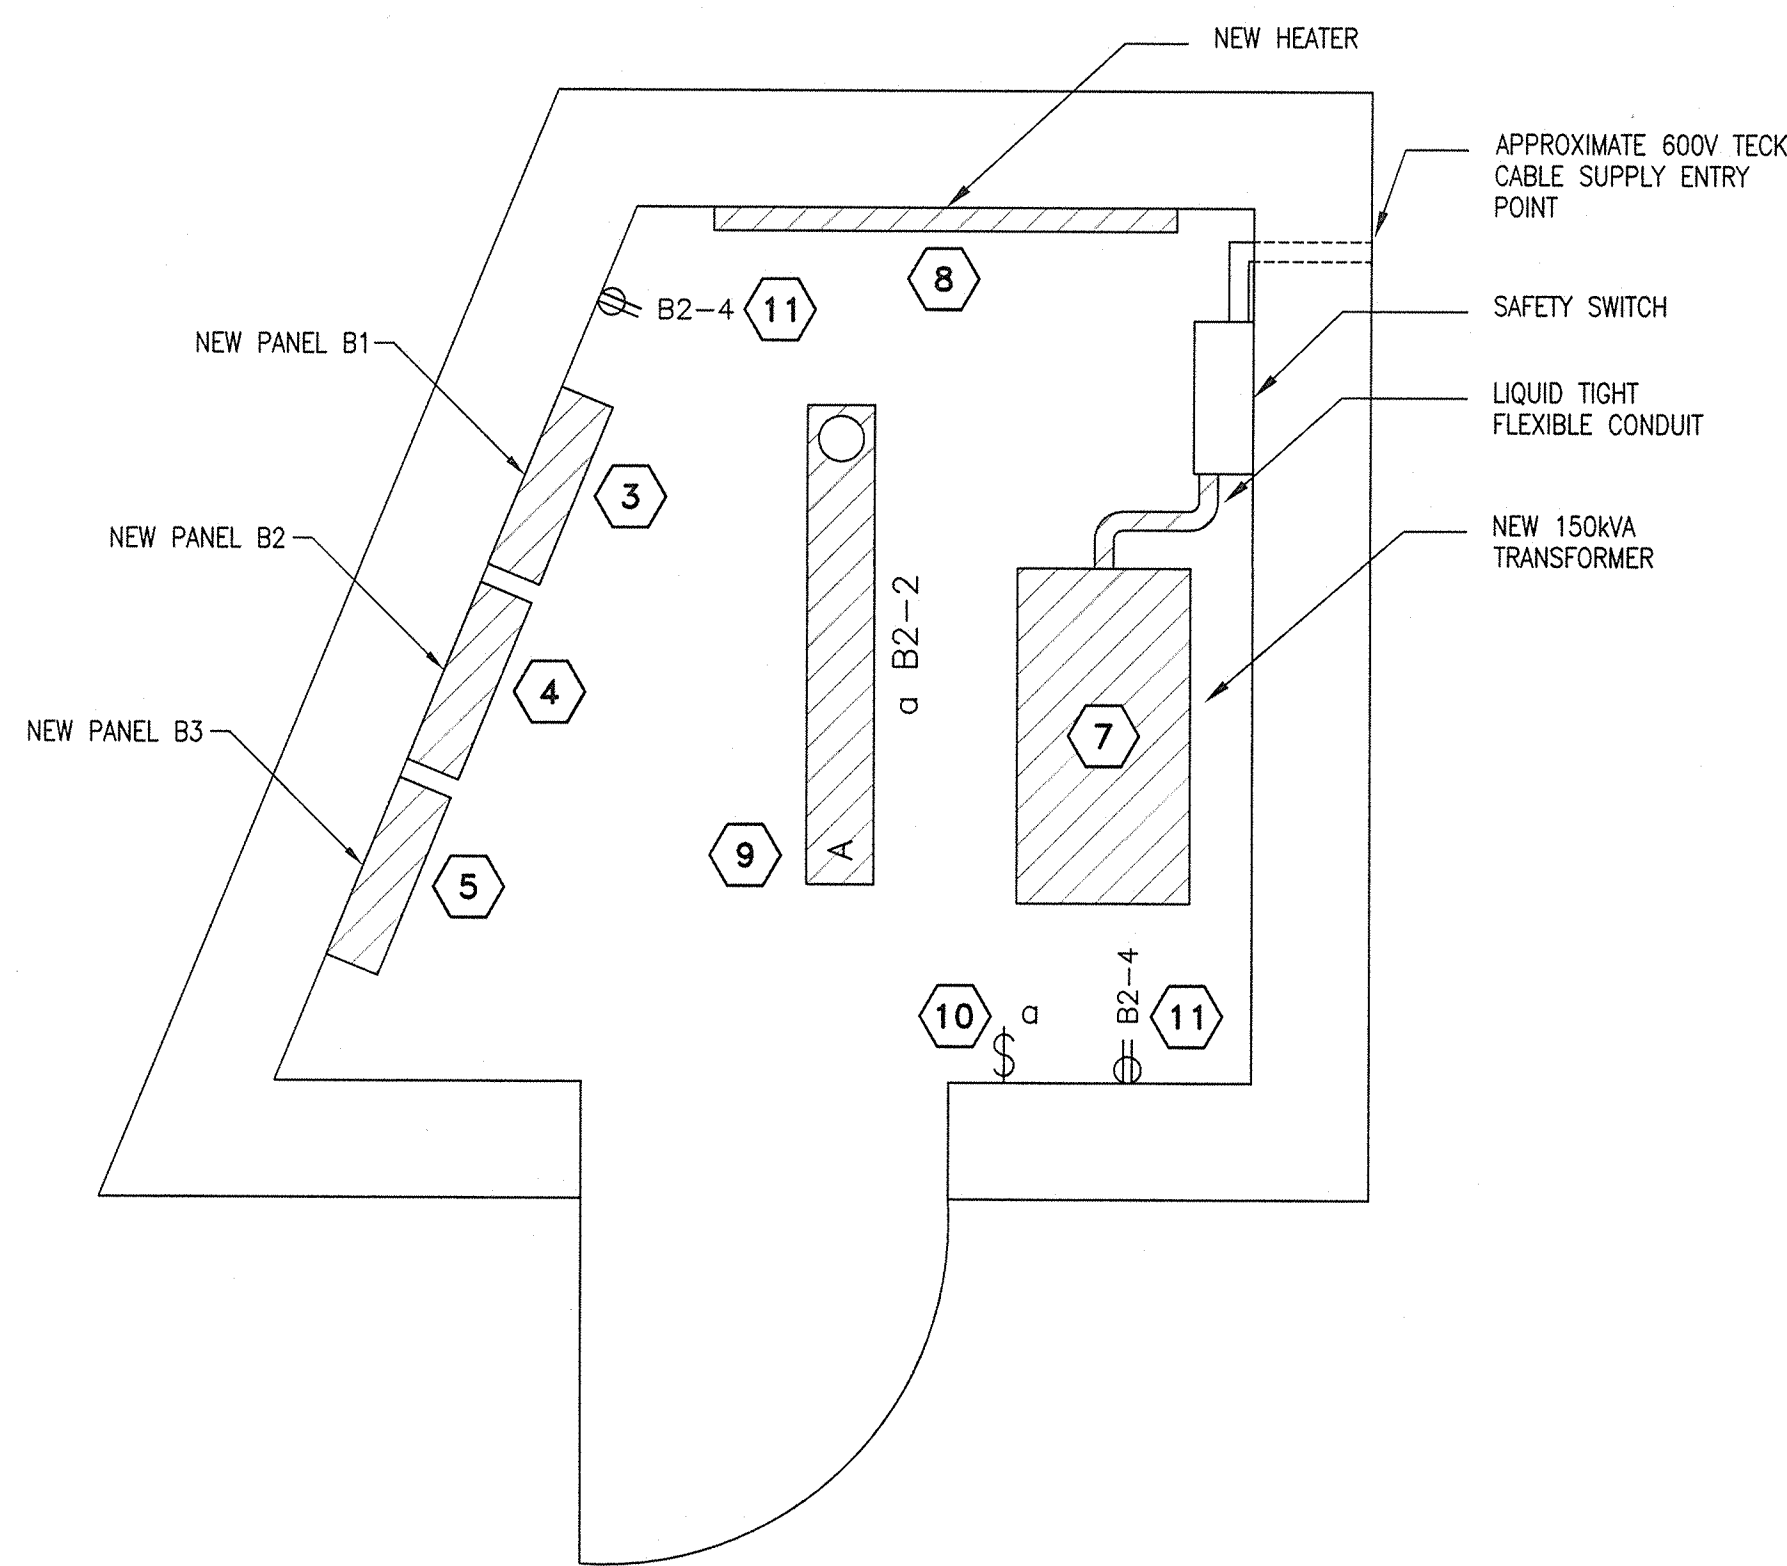 NEW HEATER
APPROXIMATE 600V TECK
CABLE SUPPLY ENTRY
POINT
8
B2-4
11
SAFETY SWITCH
NEW PANEL B1
LIQUID TIGHT
FLEXIBLE CONDUIT
3
NEW PANEL B2
NEW 150kVA
TRANSFORMER
a B2-2
4
NEW PANEL B3
7
9
A
5
10
a
B2-4
11
$